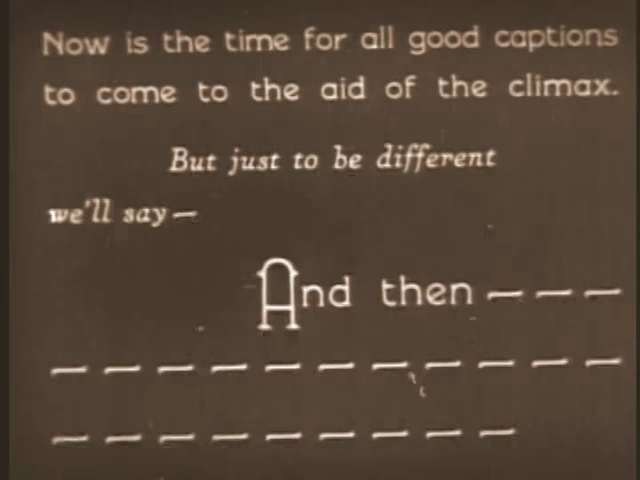 Now is the time for all good captions
to come to the aid of the climax.
But just to be different
we'll say—
And then — — —
— — — — — — — — — — —
— — — — — — — — —